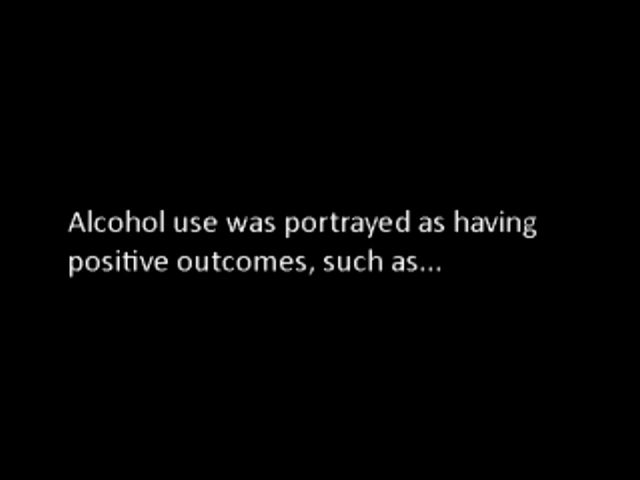 Alcohol use was portrayed as having
positive outcomes, such as...